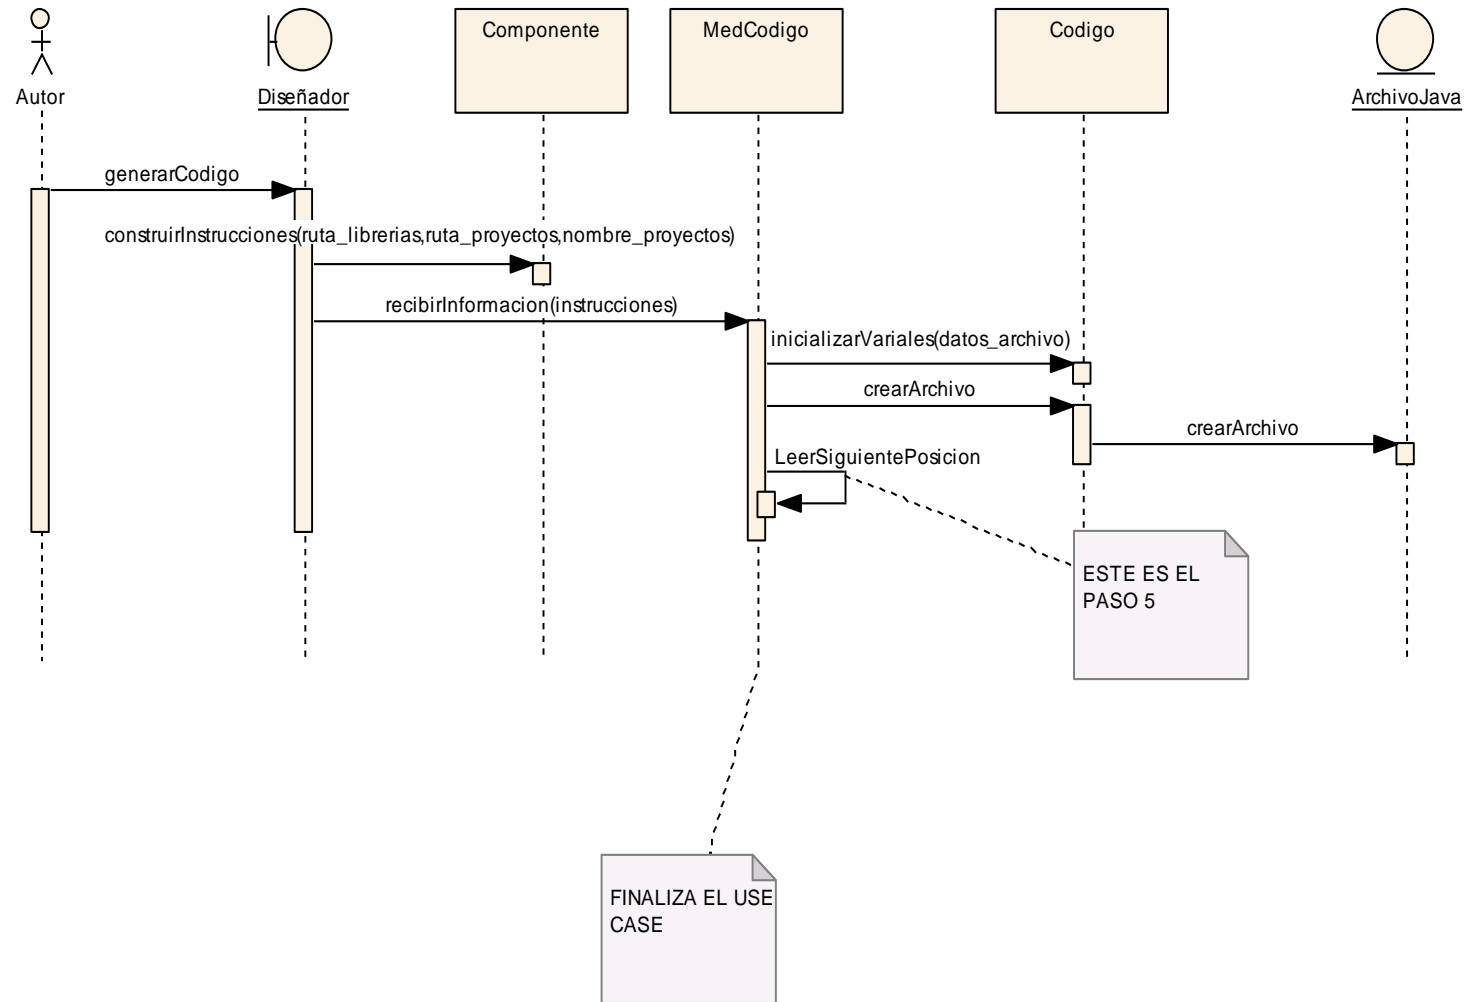 Componente
MedCodigo
Codigo
Autor
Diseñador
ArchivoJava
generarCodigo
construirInstrucciones(ruta_librerias,ruta_proyectos,nombre_proyectos)
recibirInformacion(instrucciones)
inicializarVariales(datos_archivo)
crearArchivo
crearArchivo
LeerSiguientePosicion
ESTE ES EL
PASO 5
FINALIZA EL USE
CASE